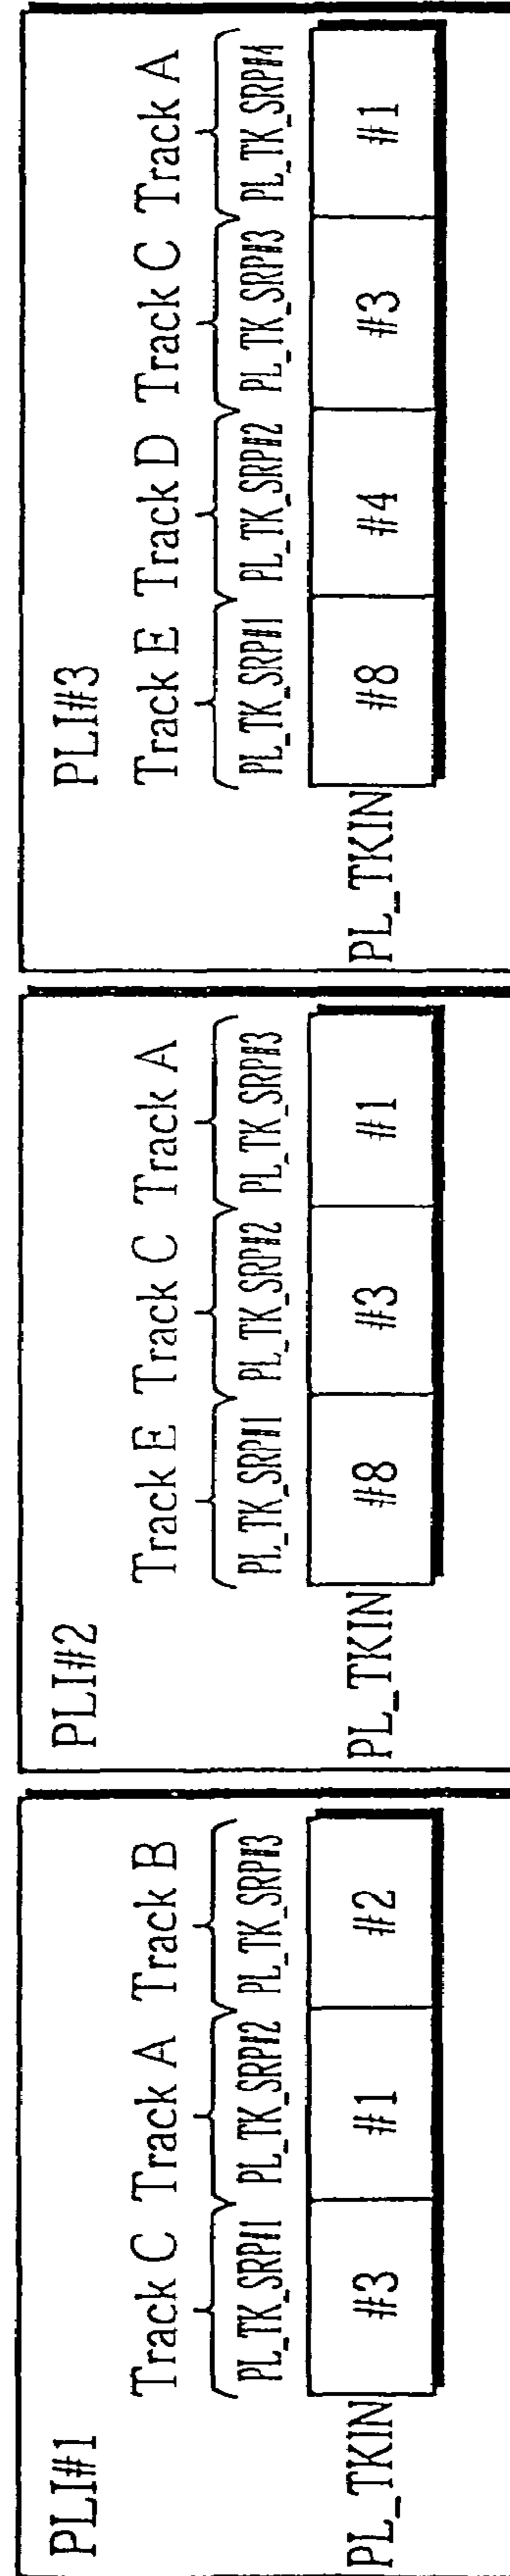 PLI#1
Track C Track A Track B
PL_TK_SRP#1 PL_TK_SRP#2 PL_TK_SRP#3
PL_TKIN #3 #1 #2
PLI#2
Track E Track C Track A
PL_TK_SRP#1 PL_TK_SRP#2 PL_TK_SRP#3
PL_TKIN #8 #3 #1
PLI#3
Track E Track D Track C Track A
PL_TK_SRP#1 PL_TK_SRP#2 PL_TK_SRP#3 PL_TK_SRP#4
PL_TKIN #8 #4 #3 #1